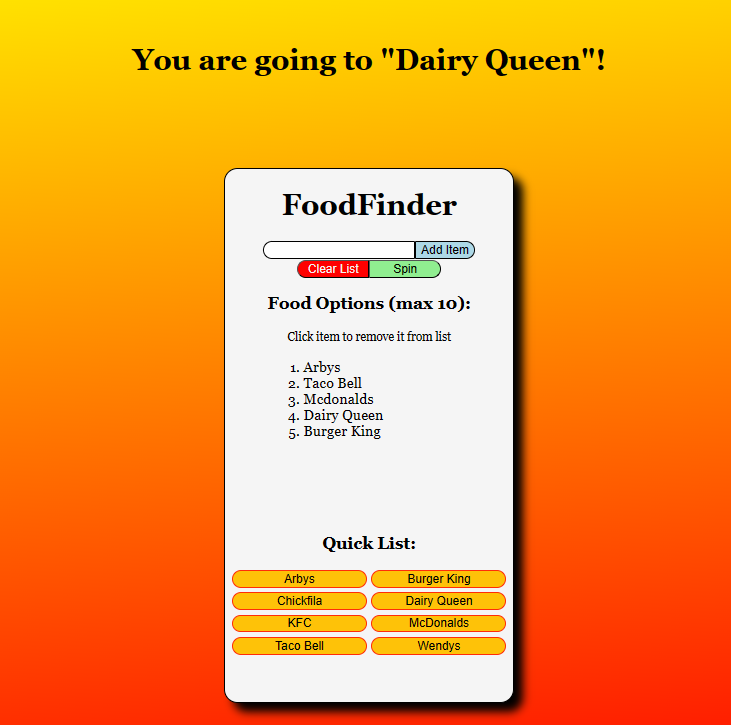 You are going to "Dairy Queen"!
FoodFinder
Add Item
Clear List Spin
Food Options (max 10):
Click item to remove it from list
1. Arbys
2. Taco Bell
3. Mcdonalds
4. Dairy Queen
5. Burger King
Quick List:
Arbys Burger King
Chickfila Dairy Queen
KFC McDonalds
Taco Bell Wendys